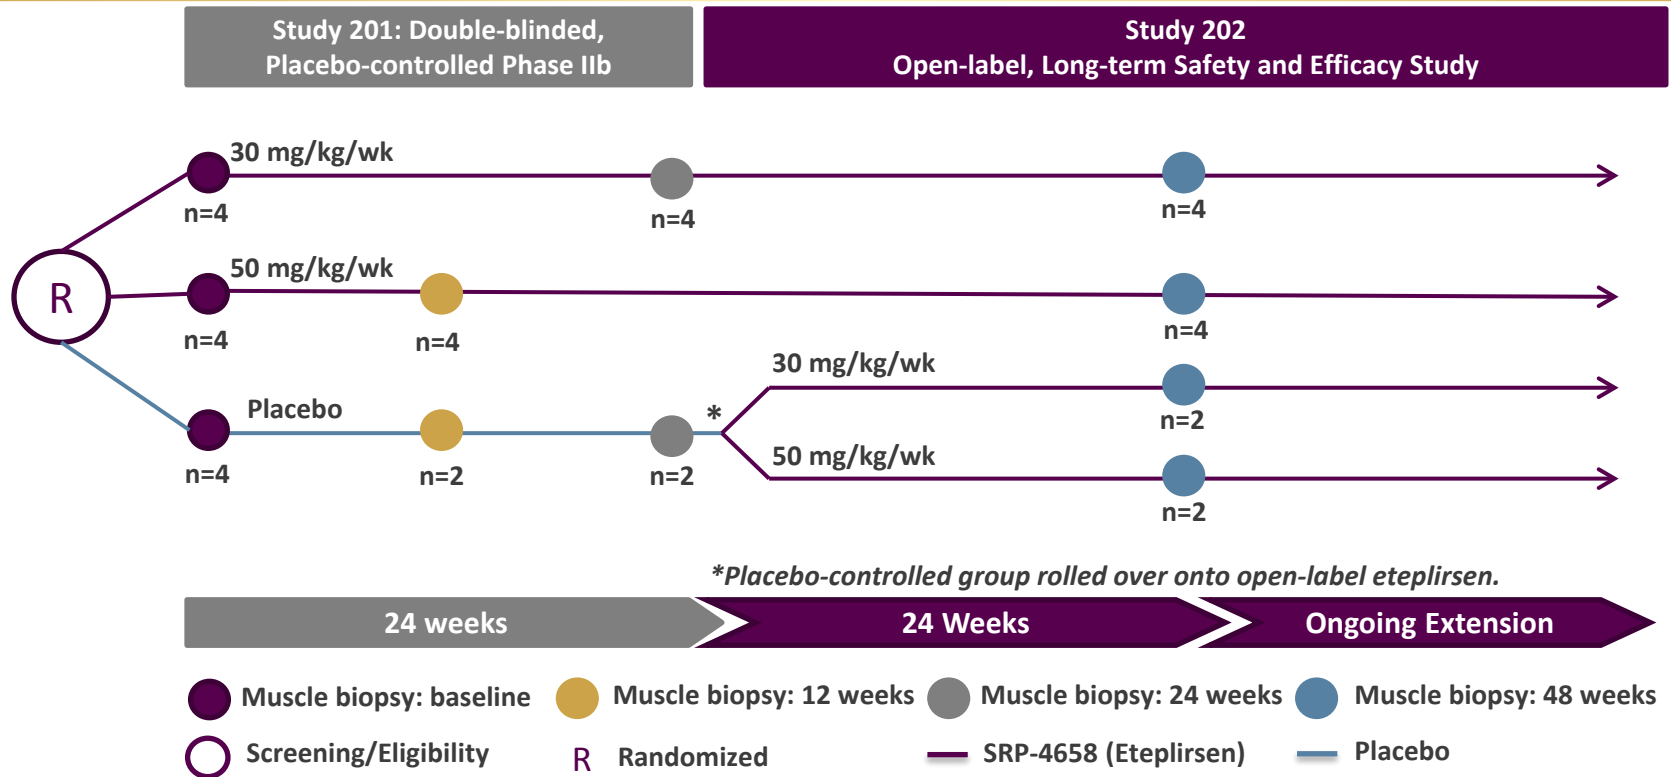 Study 201: Double-blinded,
Placebo-controlled Phase IIb
Study 202
Open-label, Long-term Safety and Efficacy Study
30 mg/kg/wk
n=4
n=4
n=4
R
50 mg/kg/wk
n=4
n=4
n=4
Placebo
n=4
n=2
n=2
*
30 mg/kg/wk
n=2
50 mg/kg/wk
n=2
*Placebo-controlled group rolled over onto open-label eteplirsen.
24 weeks
24 Weeks
Ongoing Extension
Muscle biopsy: baseline
Muscle biopsy: 12 weeks
Muscle biopsy: 24 weeks
Muscle biopsy: 48 weeks
Screening/Eligibility
R Randomized
SRP-4658 (Eteplirsen)
Placebo